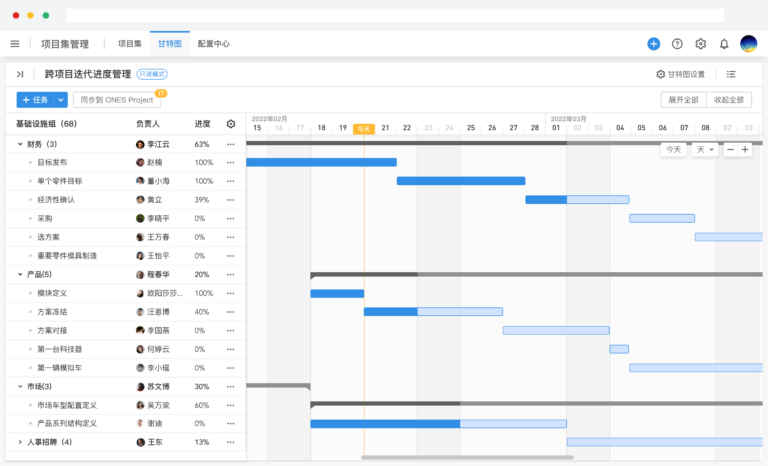 项目集管理 项目集 甘特图 配置中心
跨项目迭代进度管理 只读模式 甘特图设置
+ 任务 同步到 ONES Project 17 展开全部 收起全部
基础设施组（68） 负责人 进度 2022年02月 2022年03月
15 16 17 18 19 今天 21 22 23 24 25 26 27 28 01 02 03 04 05 06 07 08 02 03
财务（3） 李江云 63% 今天 天
目标发布 赵楠 100%
单个零件目标 董小海 100%
经济性确认 黄立 39%
采购 李晓平 0%
选方案 王万春 0%
重要零件模具制造 王怡平 0%
产品(5) 程春华 20%
模块定义 欧阳莎莎... 100%
方案冻结 汪恩博 40%
方案对接 李国燕 0%
第一台科技器 何婷云 0%
第一辆模拟车 李小瑶 0%
市场(3) 苏文博 30%
市场车型配置定义 吴万梁 60%
产品系列结构定义 谢迪 0%
人事招聘（4） 王东 13%